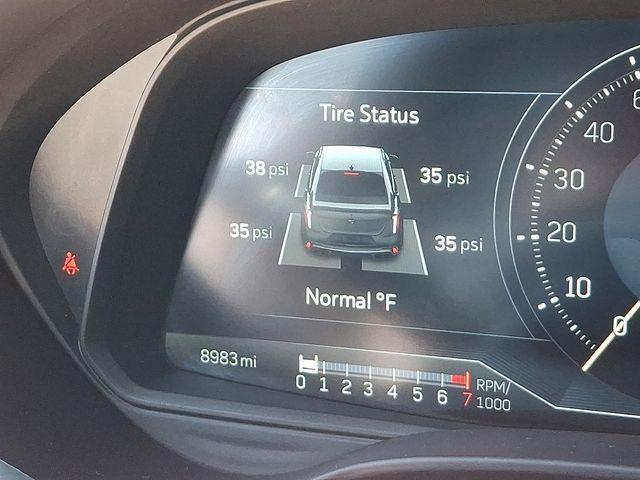 Tire Status
38 psi 35 psi
35 psi 35 psi
Normal °F
8983 mi
0 1 2 3 4 5 6 7 RPM/
1000
40
30
20
10
0